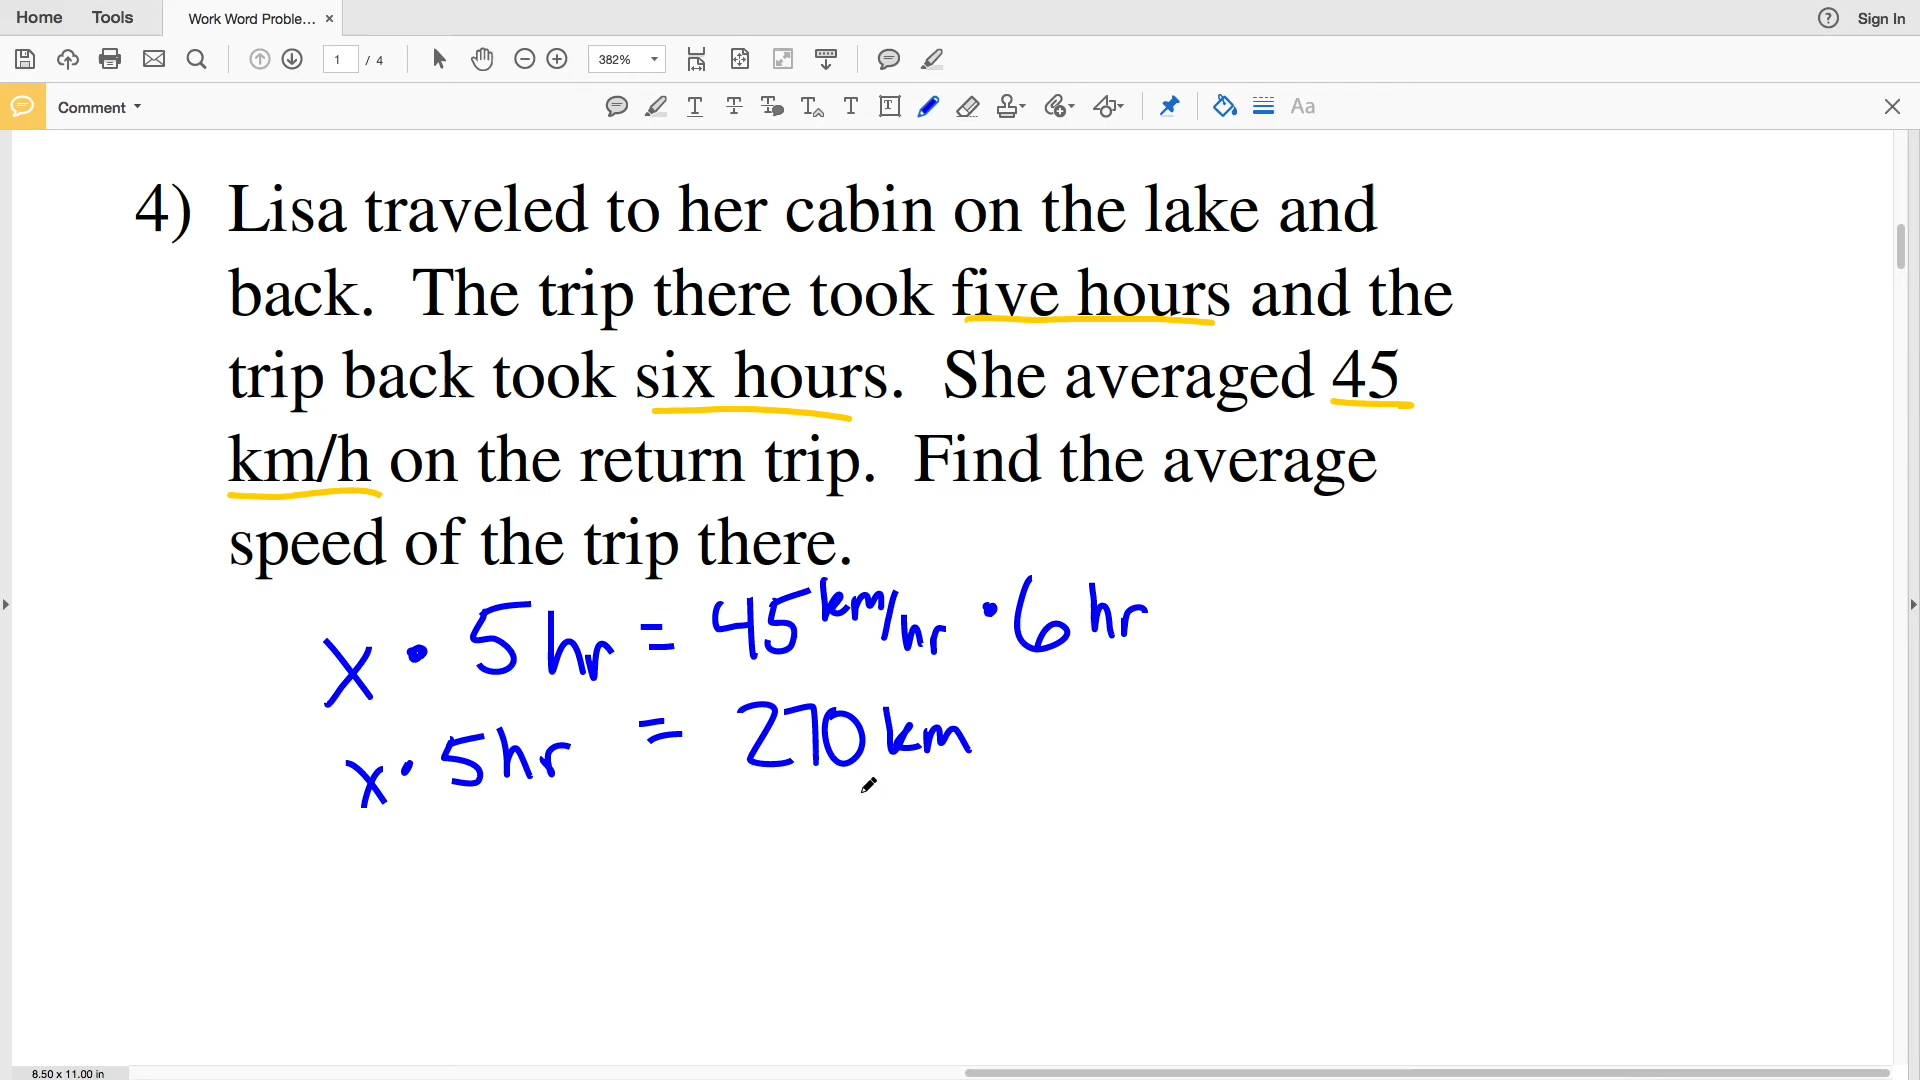 Home Tools Work Word Proble... × ? Sign In
1 / 4 382%
Comment T T T T T T Aa
4) Lisa traveled to her cabin on the lake and
back. The trip there took five hours and the
trip back took six hours. She averaged 45
km/h on the return trip. Find the average
speed of the trip there.
x · 5 hr = 45 km/hr · 6 hr
x · 5 hr = 270 km
8.50 x 11.00 in